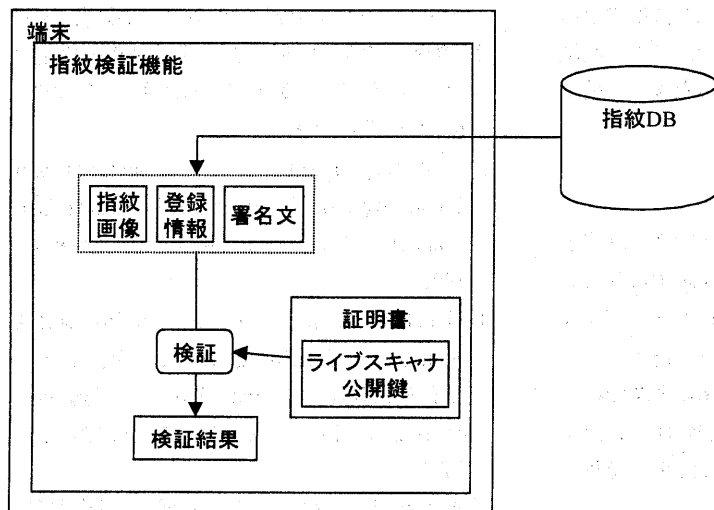 端末
指紋検証機能
指紋DB
指紋
画像
登録
情報
署名文
証明書
検証
ライブスキャナ
公開鍵
検証結果